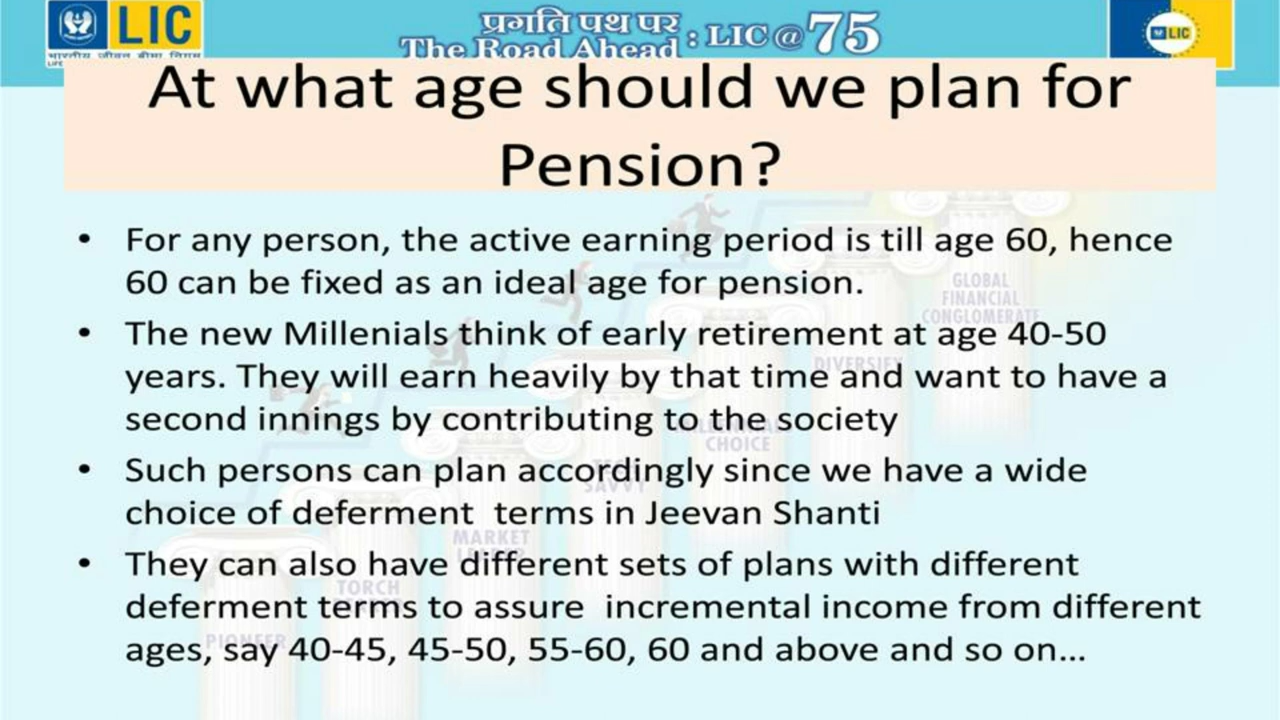 LIC
भारतीय जीवन बीमा निगम
प्रगति पथ पर
The Road Ahead : LIC@75
LIC
At what age should we plan for
Pension?
• For any person, the active earning period is till age 60, hence
60 can be fixed as an ideal age for pension.
• The new Millenials think of early retirement at age 40-50
years. They will earn heavily by that time and want to have a
second innings by contributing to the society
• Such persons can plan accordingly since we have a wide
choice of deferment terms in Jeevan Shanti
• They can also have different sets of plans with different
deferment terms to assure incremental income from different
ages, say 40-45, 45-50, 55-60, 60 and above and so on...
GLOBAL
FINANCIAL
CONGLOMERATE
DIVERSIFY
CHOICE
SAVVY
MARKET
TORCH
PIONEER